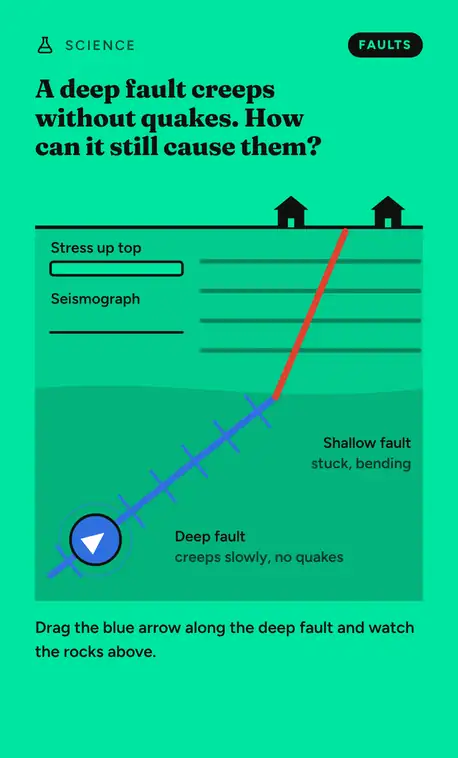 SCIENCE
FAULTS
A deep fault creeps
without quakes. How
can it still cause them?
Stress up top
Seismograph
Shallow fault
stuck, bending
Deep fault
creeps slowly, no quakes
Drag the blue arrow along the deep fault and watch
the rocks above.